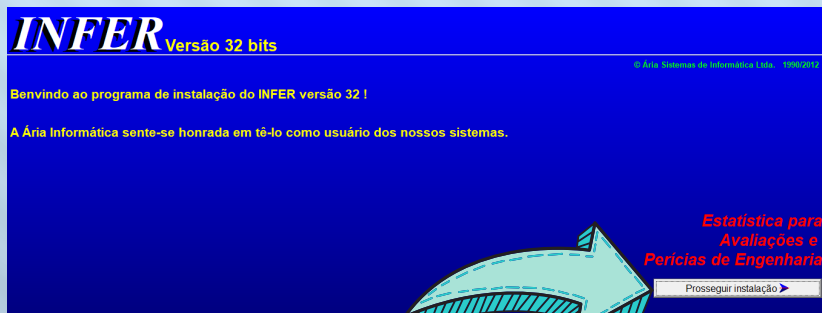 INFER Versão 32 bits
© Ária Sistemas de Informática Ltda. 1990/2012
Benvindo ao programa de instalação do INFER versão 32 !
A Ária Informática sente-se honrada em tê-lo como usuário dos nossos sistemas.
Estatística para
Avaliações e
Perícias de Engenharia
Prosseguir instalação